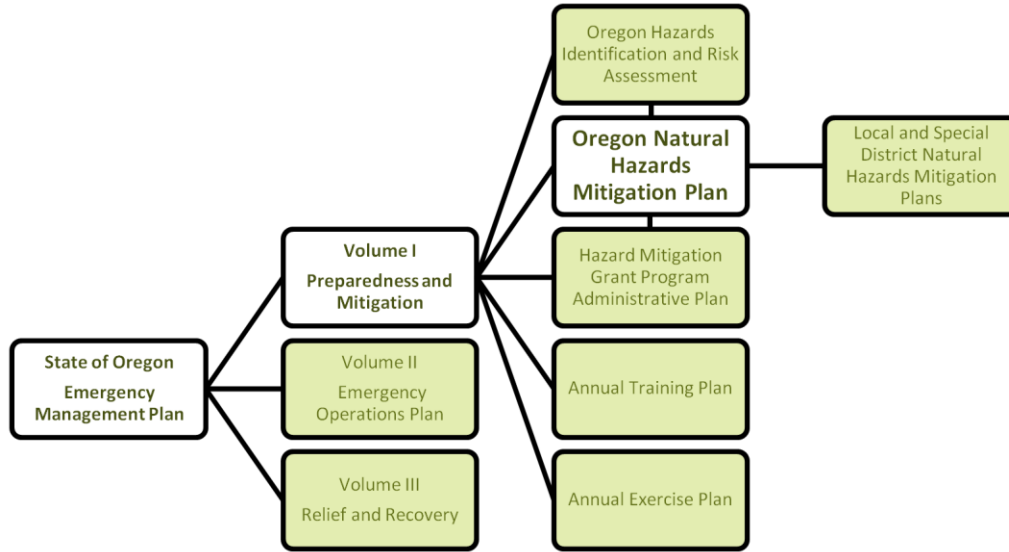 State of Oregon
Emergency
Management Plan
Volume I
Preparedness and
Mitigation
Volume II
Emergency
Operations Plan
Volume III
Relief and Recovery
Oregon Hazards
Identification and Risk
Assessment
Oregon Natural
Hazards
Mitigation Plan
Hazard Mitigation
Grant Program
Administrative Plan
Annual Training Plan
Annual Exercise Plan
Local and Special
District Natural
Hazards Mitigation
Plans